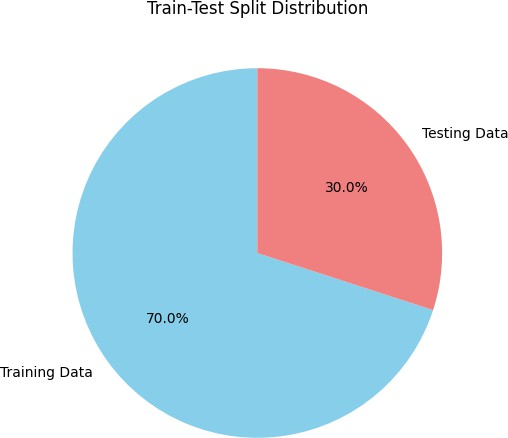 Train-Test Split Distribution
Testing Data
30.0%
70.0%
Training Data